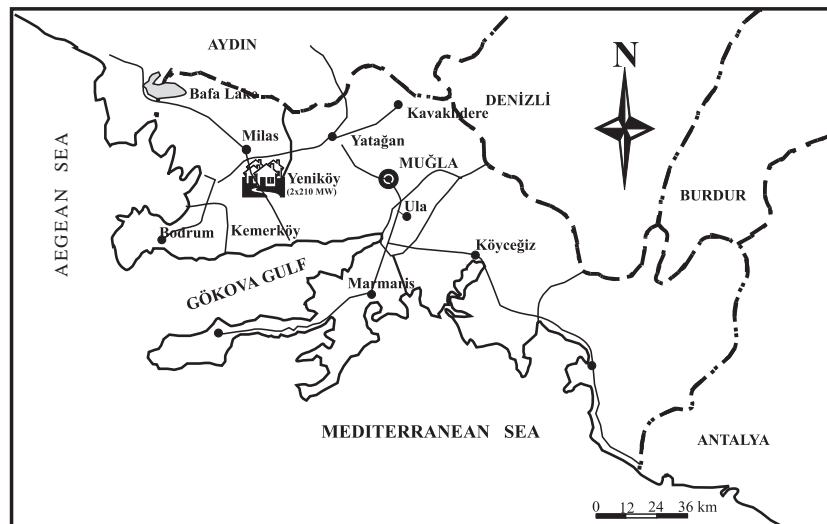 AYDIN
N
Bafa Lake
DENİZLİ
Kavaklıdere
Milas
Yatağan
AEGEAN SEA
MUĞLA
Yeniköy
(2x210 MW)
BURDUR
Ula
Bodrum
Kemerköy
Köyceğiz
GÖKOVA GULF
Marmaris
MEDITERRANEAN SEA
ANTALYA
0 12 24 36 km